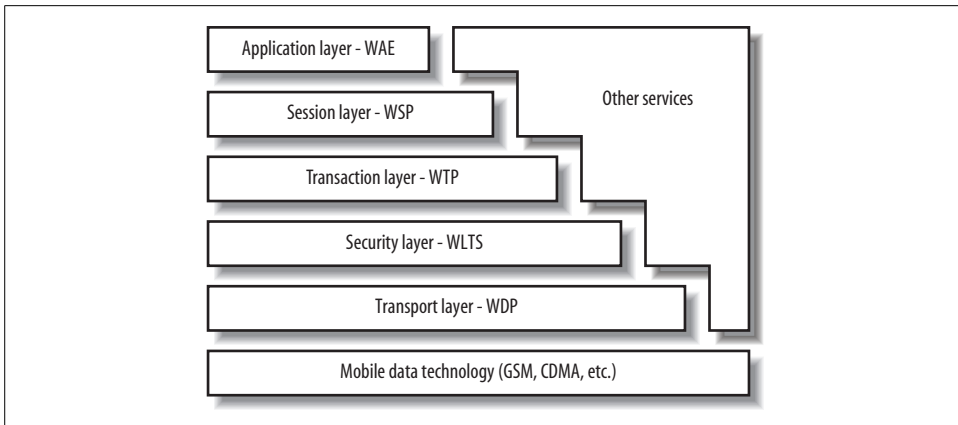 Application layer - WAE
Other services
Session layer - WSP
Transaction layer - WTP
Security layer - WLTS
Transport layer - WDP
Mobile data technology (GSM, CDMA, etc.)